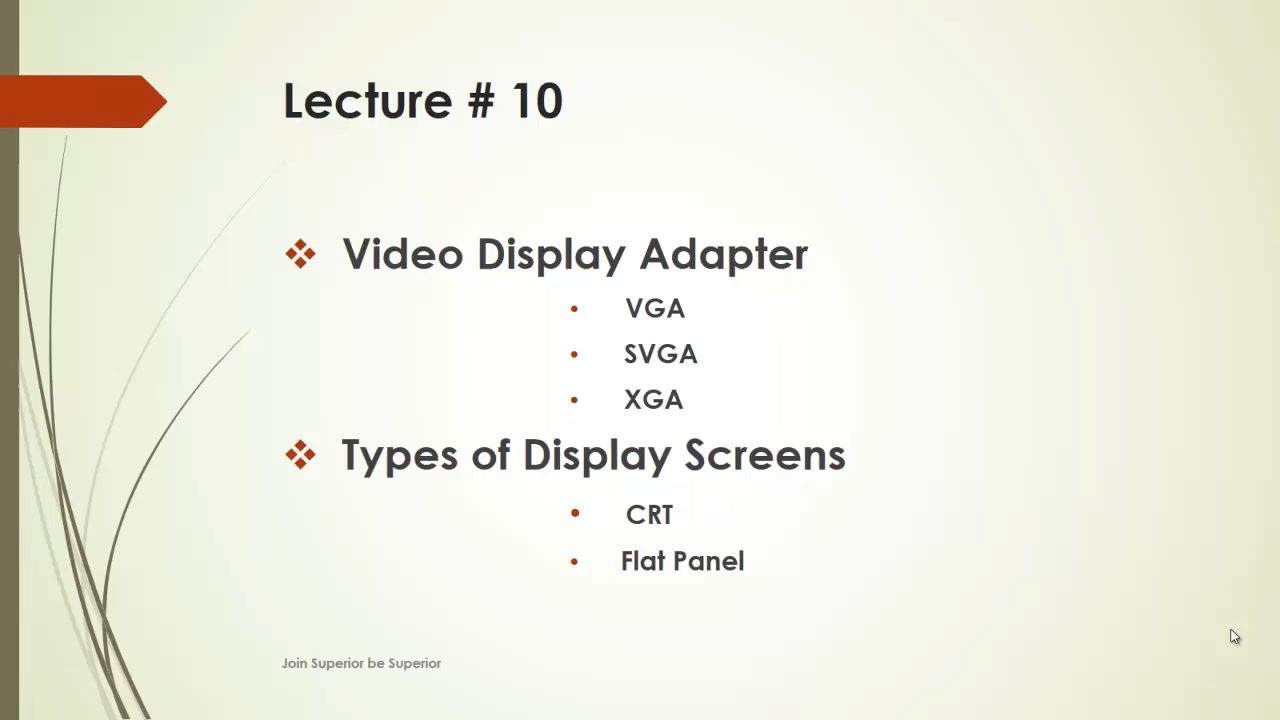 Lecture # 10
Video Display Adapter
VGA
SVGA
XGA
Types of Display Screens
CRT
Flat Panel
Join Superior be Superior